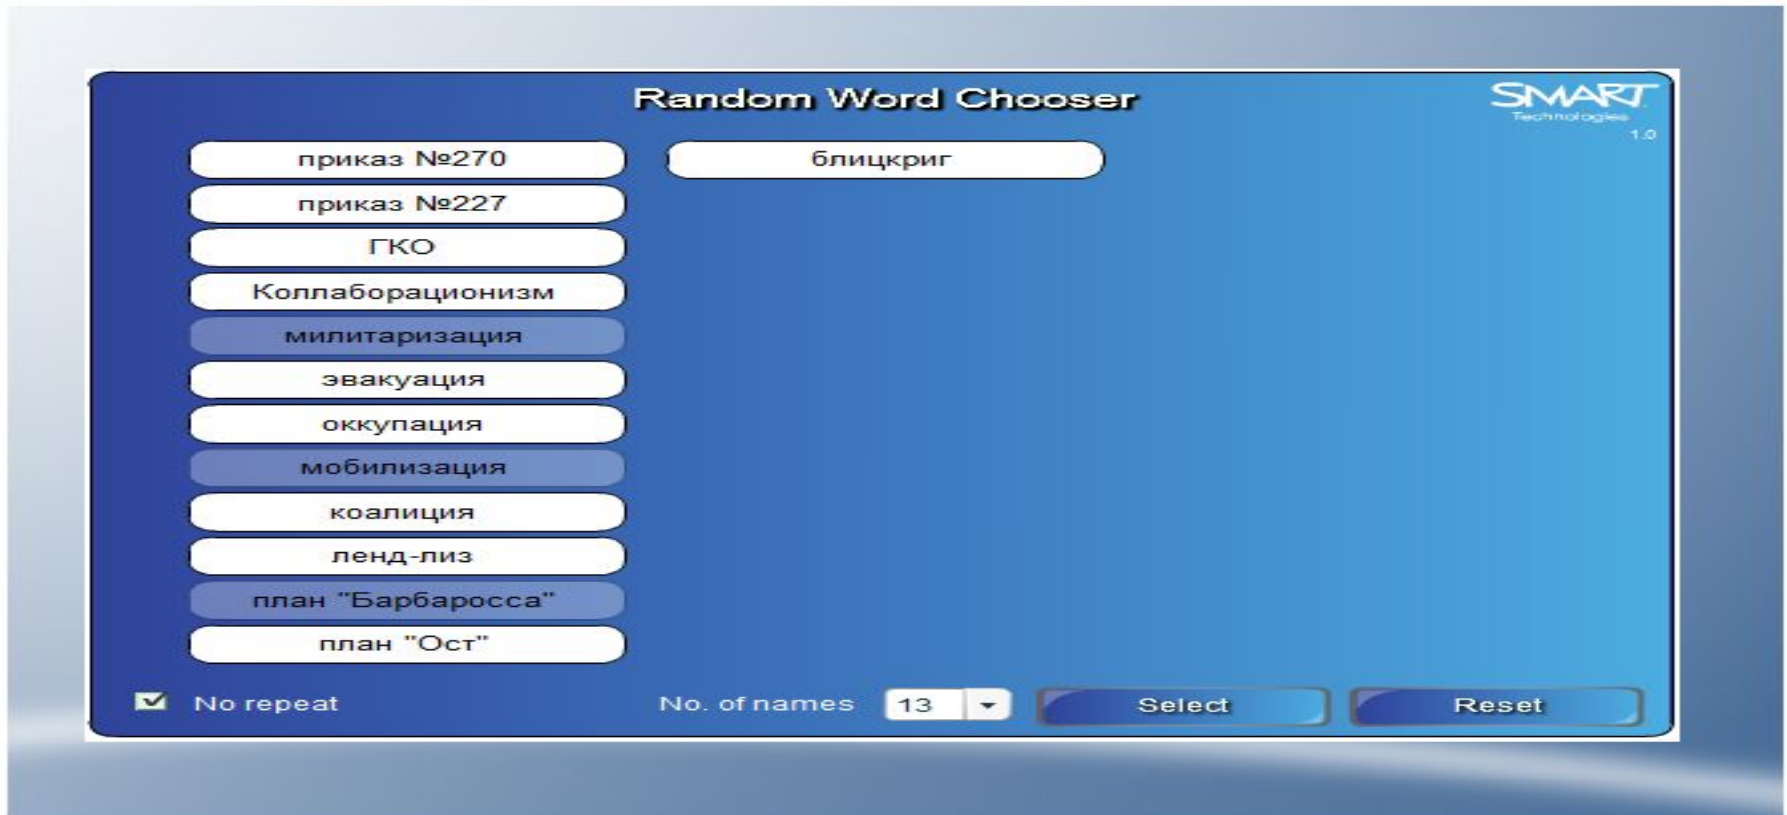 Random Word Chooser
SMART
Technologies
1.0
приказ №270
приказ №227
ГКО
Коллаборационизм
милитаризация
эвакуация
оккупация
мобилизация
коалиция
ленд-лиз
план "Барбаросса"
план "Ост"
блицкриг
No repeat
No. of names
13
Select
Reset